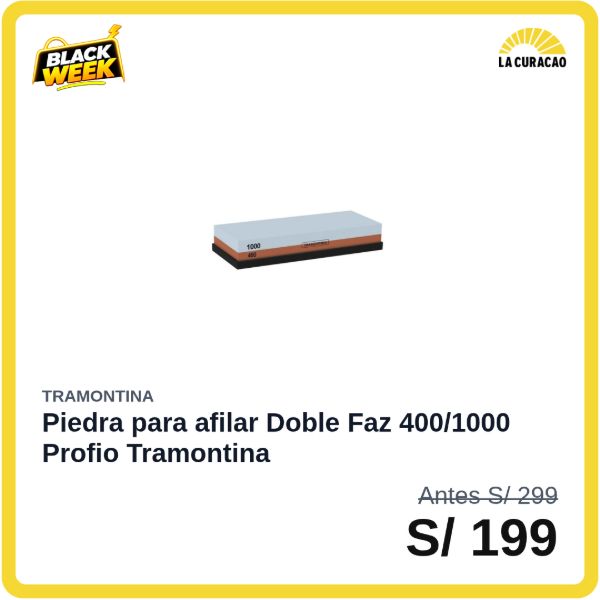 BLACK
WEEK
LA CURACAO
1000
400
TRAMONTINA
TRAMONTINA
Piedra para afilar Doble Faz 400/1000
Profio Tramontina
Antes S/ 299
S/ 199